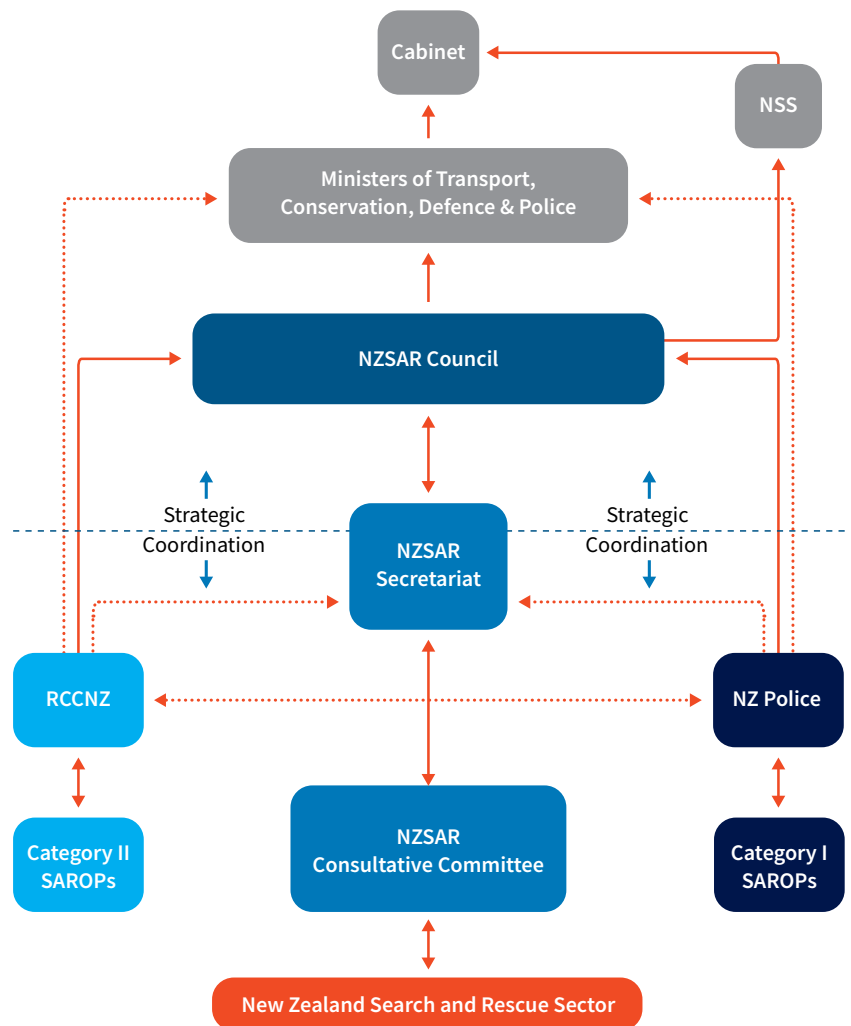 Cabinet
NSS
Ministers of Transport,
Conservation, Defence & Police
NZSAR Council
Strategic
Coordination
Strategic
Coordination
NZSAR
Secretariat
RCCNZ
NZ Police
Category II
SAROPs
NZSAR
Consultative Committee
Category I
SAROPs
New Zealand Search and Rescue Sector